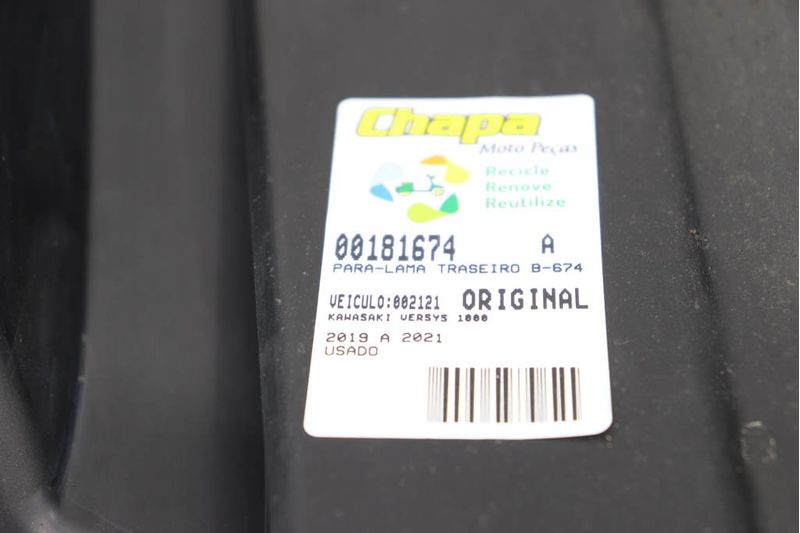 Chapa
Moto Peças
Recicle
Renove
Reutilize
00181674 A
PARA-LAMA TRASEIRO B-674
VEICULO:002121 ORIGINAL
KAWASAKI VERSYS 1000
2019 A 2021
USADO